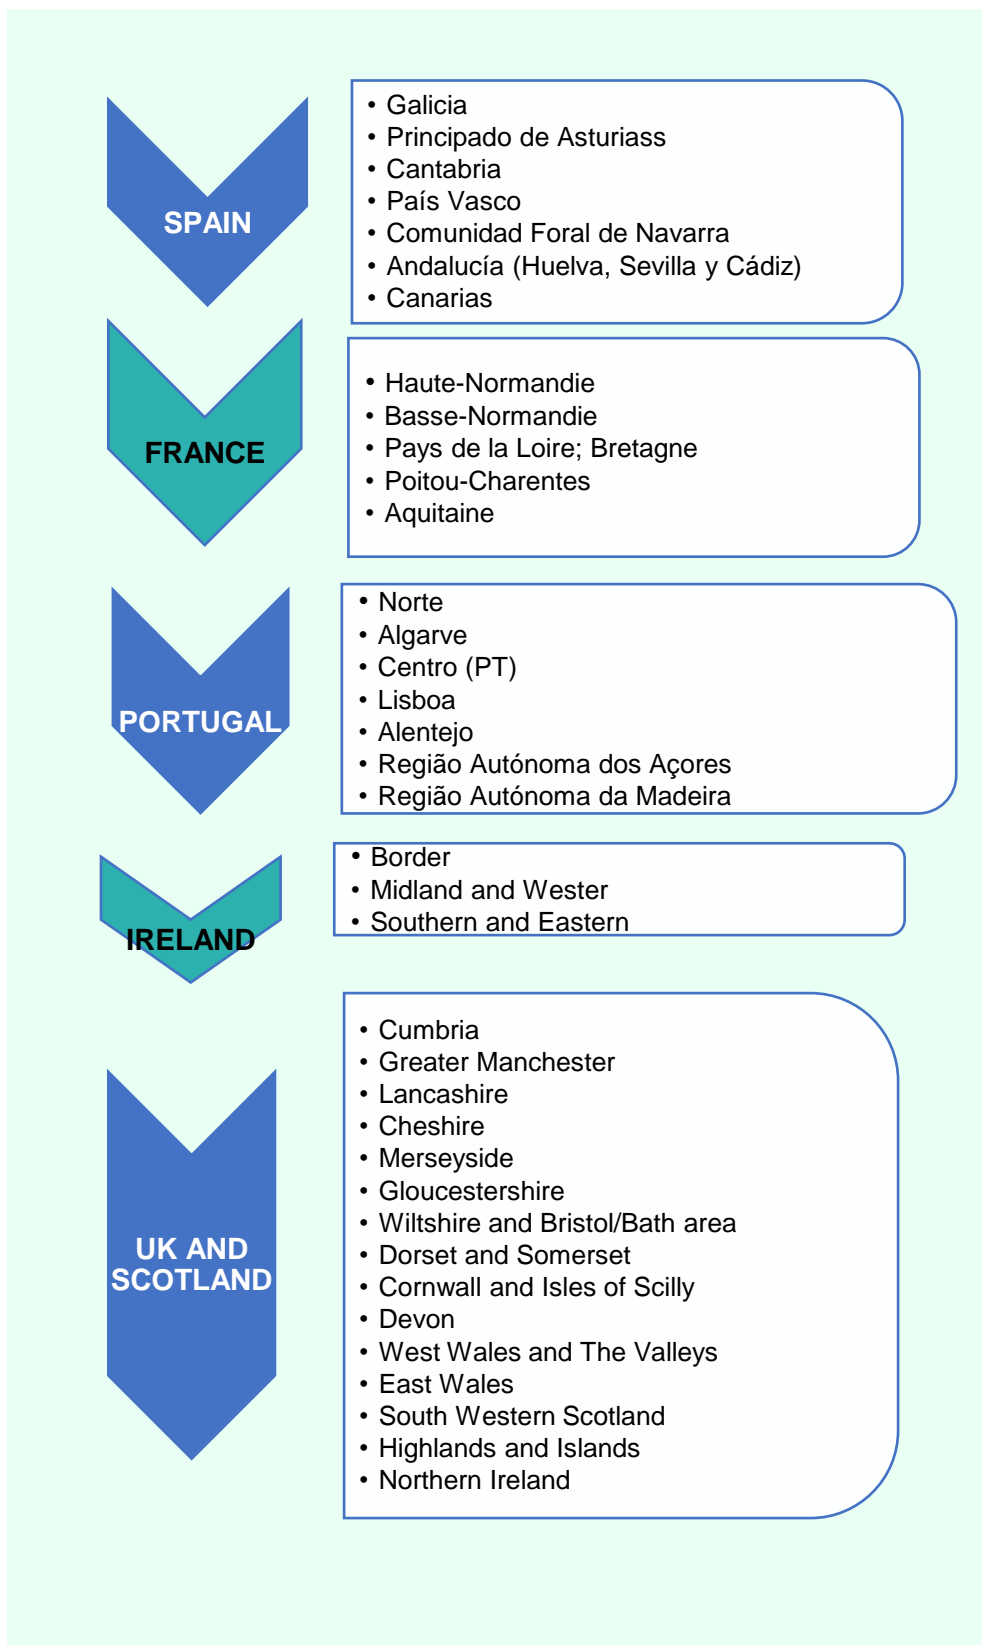 SPAIN
• Galicia
• Principado de Asturiass
• Cantabria
• País Vasco
• Comunidad Foral de Navarra
• Andalucía (Huelva, Sevilla y Cádiz)
• Canarias
FRANCE
• Haute-Normandie
• Basse-Normandie
• Pays de la Loire; Bretagne
• Poitou-Charentes
• Aquitaine
PORTUGAL
• Norte
• Algarve
• Centro (PT)
• Lisboa
• Alentejo
• Região Autónoma dos Açores
• Região Autónoma da Madeira
IRELAND
• Border
• Midland and Wester
• Southern and Eastern
UK AND
SCOTLAND
• Cumbria
• Greater Manchester
• Lancashire
• Cheshire
• Merseyside
• Gloucestershire
• Wiltshire and Bristol/Bath area
• Dorset and Somerset
• Cornwall and Isles of Scilly
• Devon
• West Wales and The Valleys
• East Wales
• South Western Scotland
• Highlands and Islands
• Northern Ireland